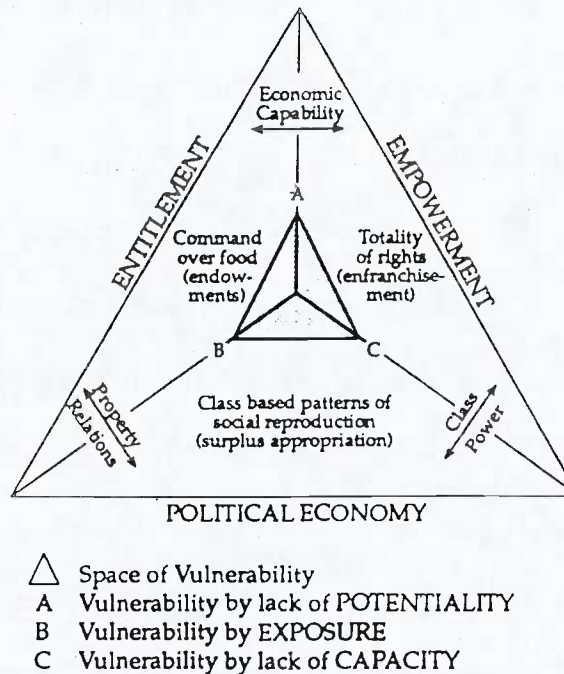 Economic
Capability
ENTITLEMENT
EMPOWERMENT
A
Command
over food
(endow-
ments)
Totality
of rights
(enfranchise-
ment)
B
C
Property
Relations
Class based patterns of
social reproduction
(surplus appropriation)
Class
Power
POLITICAL ECONOMY
Space of Vulnerability
A Vulnerability by lack of POTENTIALITY
B Vulnerability by EXPOSURE
C Vulnerability by lack of CAPACITY